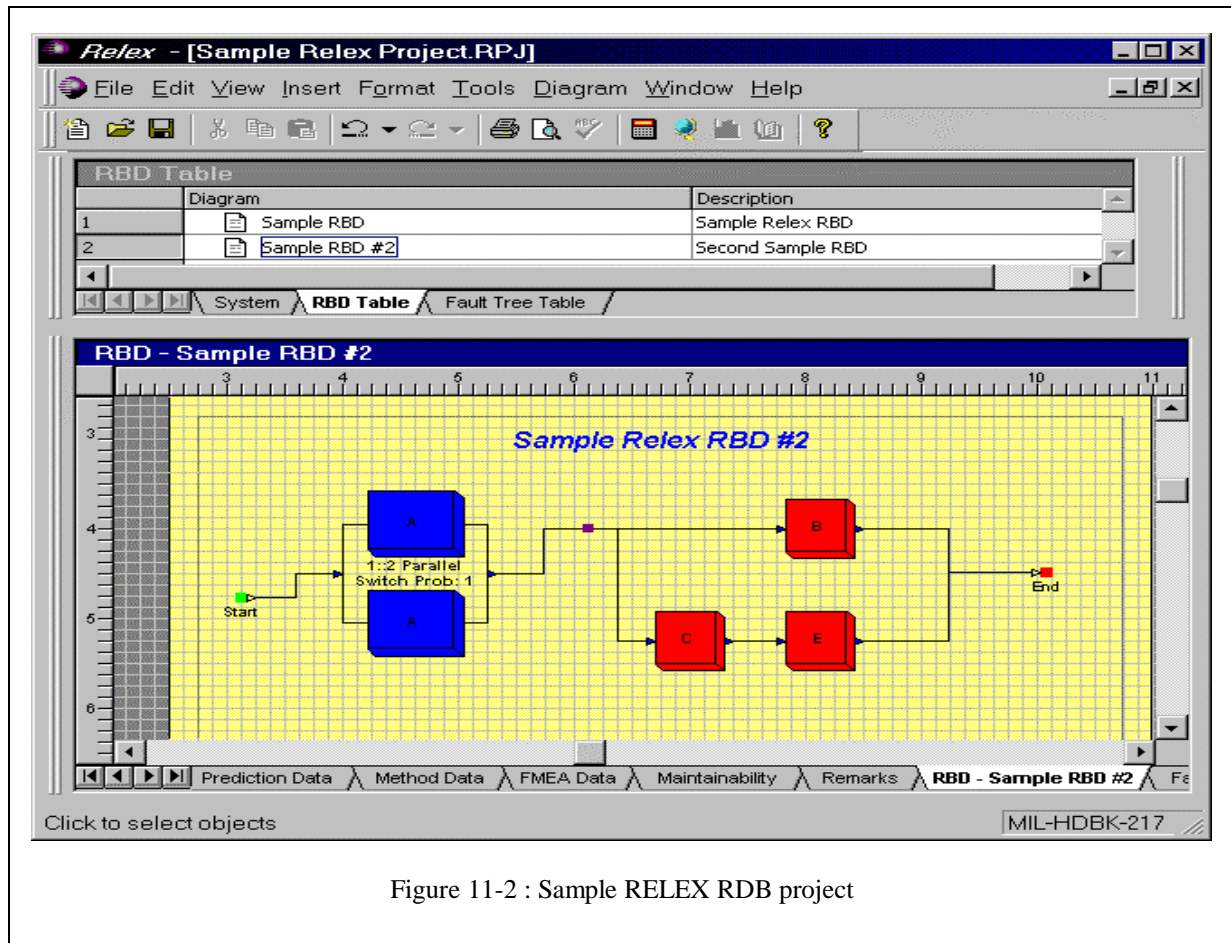 Relex - [Sample Relex Project.RPJ]
File Edit View Insert Format Tools Diagram Window Help
ABC
?
RBD Table
Diagram Description
1 Sample RBD Sample Relex RBD
2 Sample RBD #2 Second Sample RBD
System RBD Table Fault Tree Table
RBD - Sample RBD #2
3 4 5 6 7 8 9 10 11
3
Sample Relex RBD #2
4
A
B
1::2 Parallel
Switch Prob: 1
Start
End
5
A
C
E
6
Prediction Data Method Data FMEA Data Maintainability Remarks RBD - Sample RBD #2 Fa
Click to select objects MIL-HDBK-217
Figure 11-2 : Sample RELEX RDB project